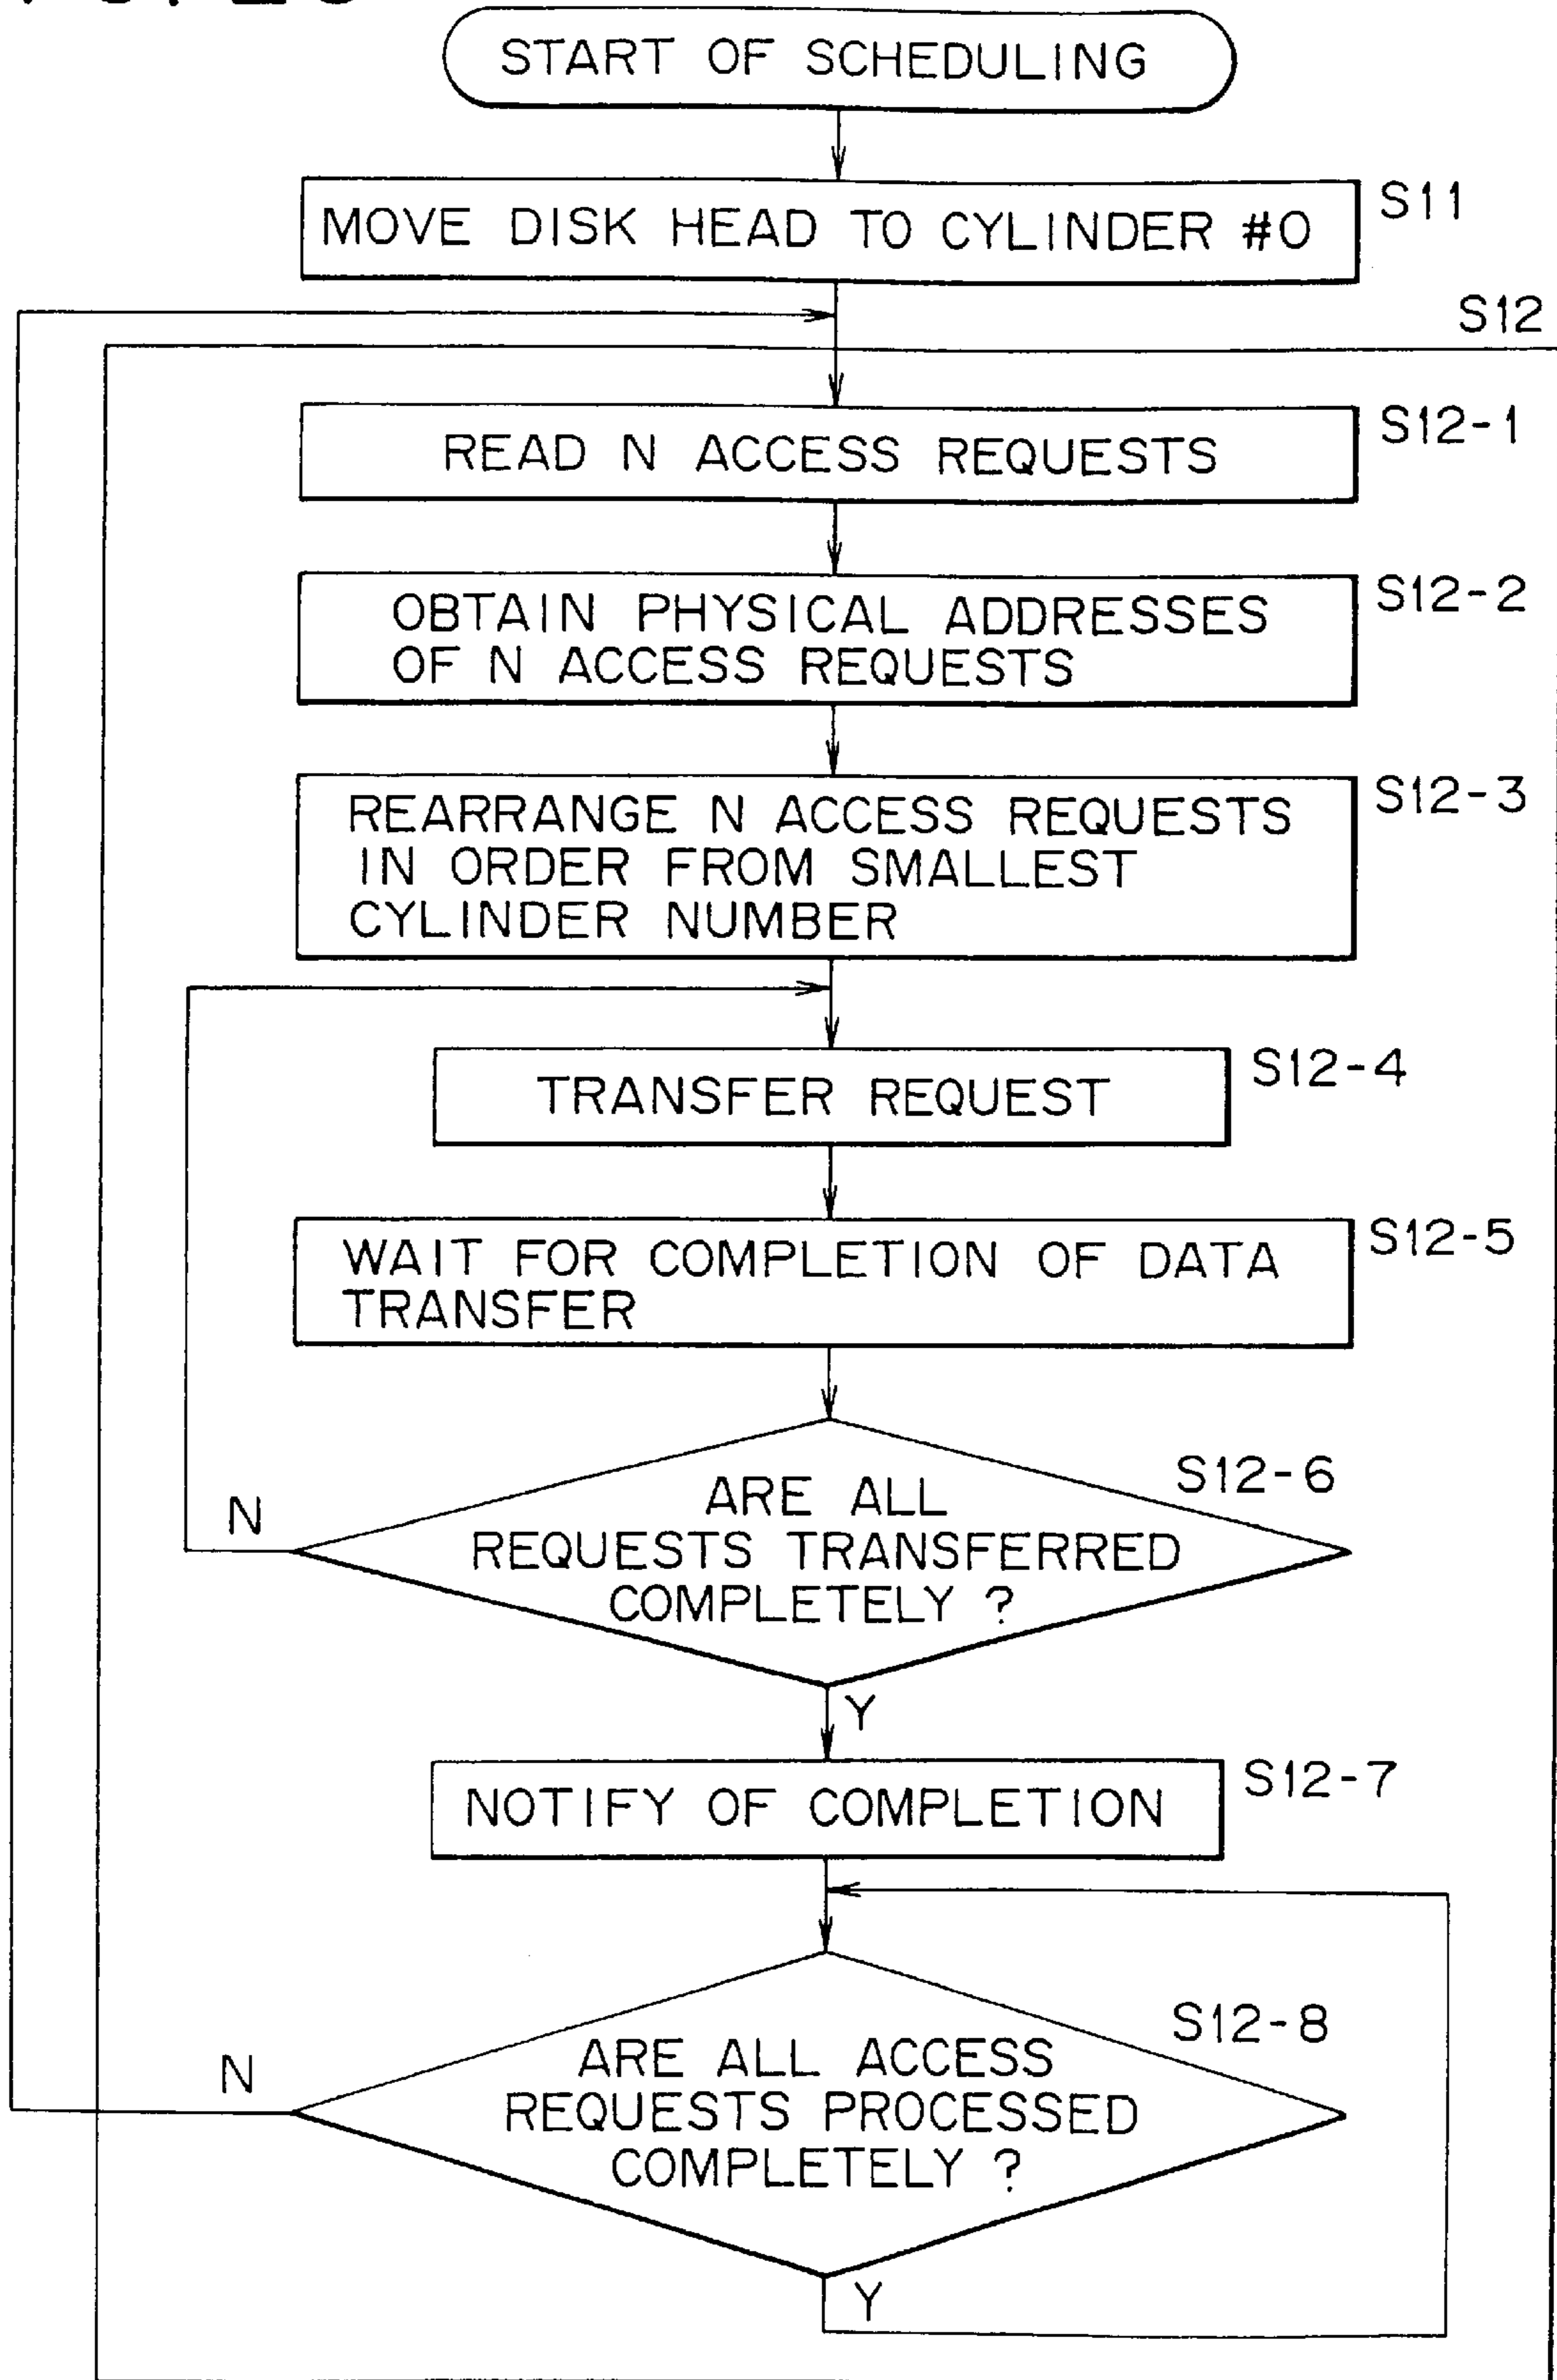 START OF SCHEDULING
MOVE DISK HEAD TO CYLINDER #0
S11
S12
READ N ACCESS REQUESTS
S12-1
OBTAIN PHYSICAL ADDRESSES
OF N ACCESS REQUESTS
S12-2
REARRANGE N ACCESS REQUESTS
IN ORDER FROM SMALLEST
CYLINDER NUMBER
S12-3
TRANSFER REQUEST
S12-4
WAIT FOR COMPLETION OF DATA
TRANSFER
S12-5
S12-6
ARE ALL
REQUESTS TRANSFERRED
COMPLETELY ?
N
Y
NOTIFY OF COMPLETION
S12-7
S12-8
ARE ALL ACCESS
REQUESTS PROCESSED
COMPLETELY ?
N
Y